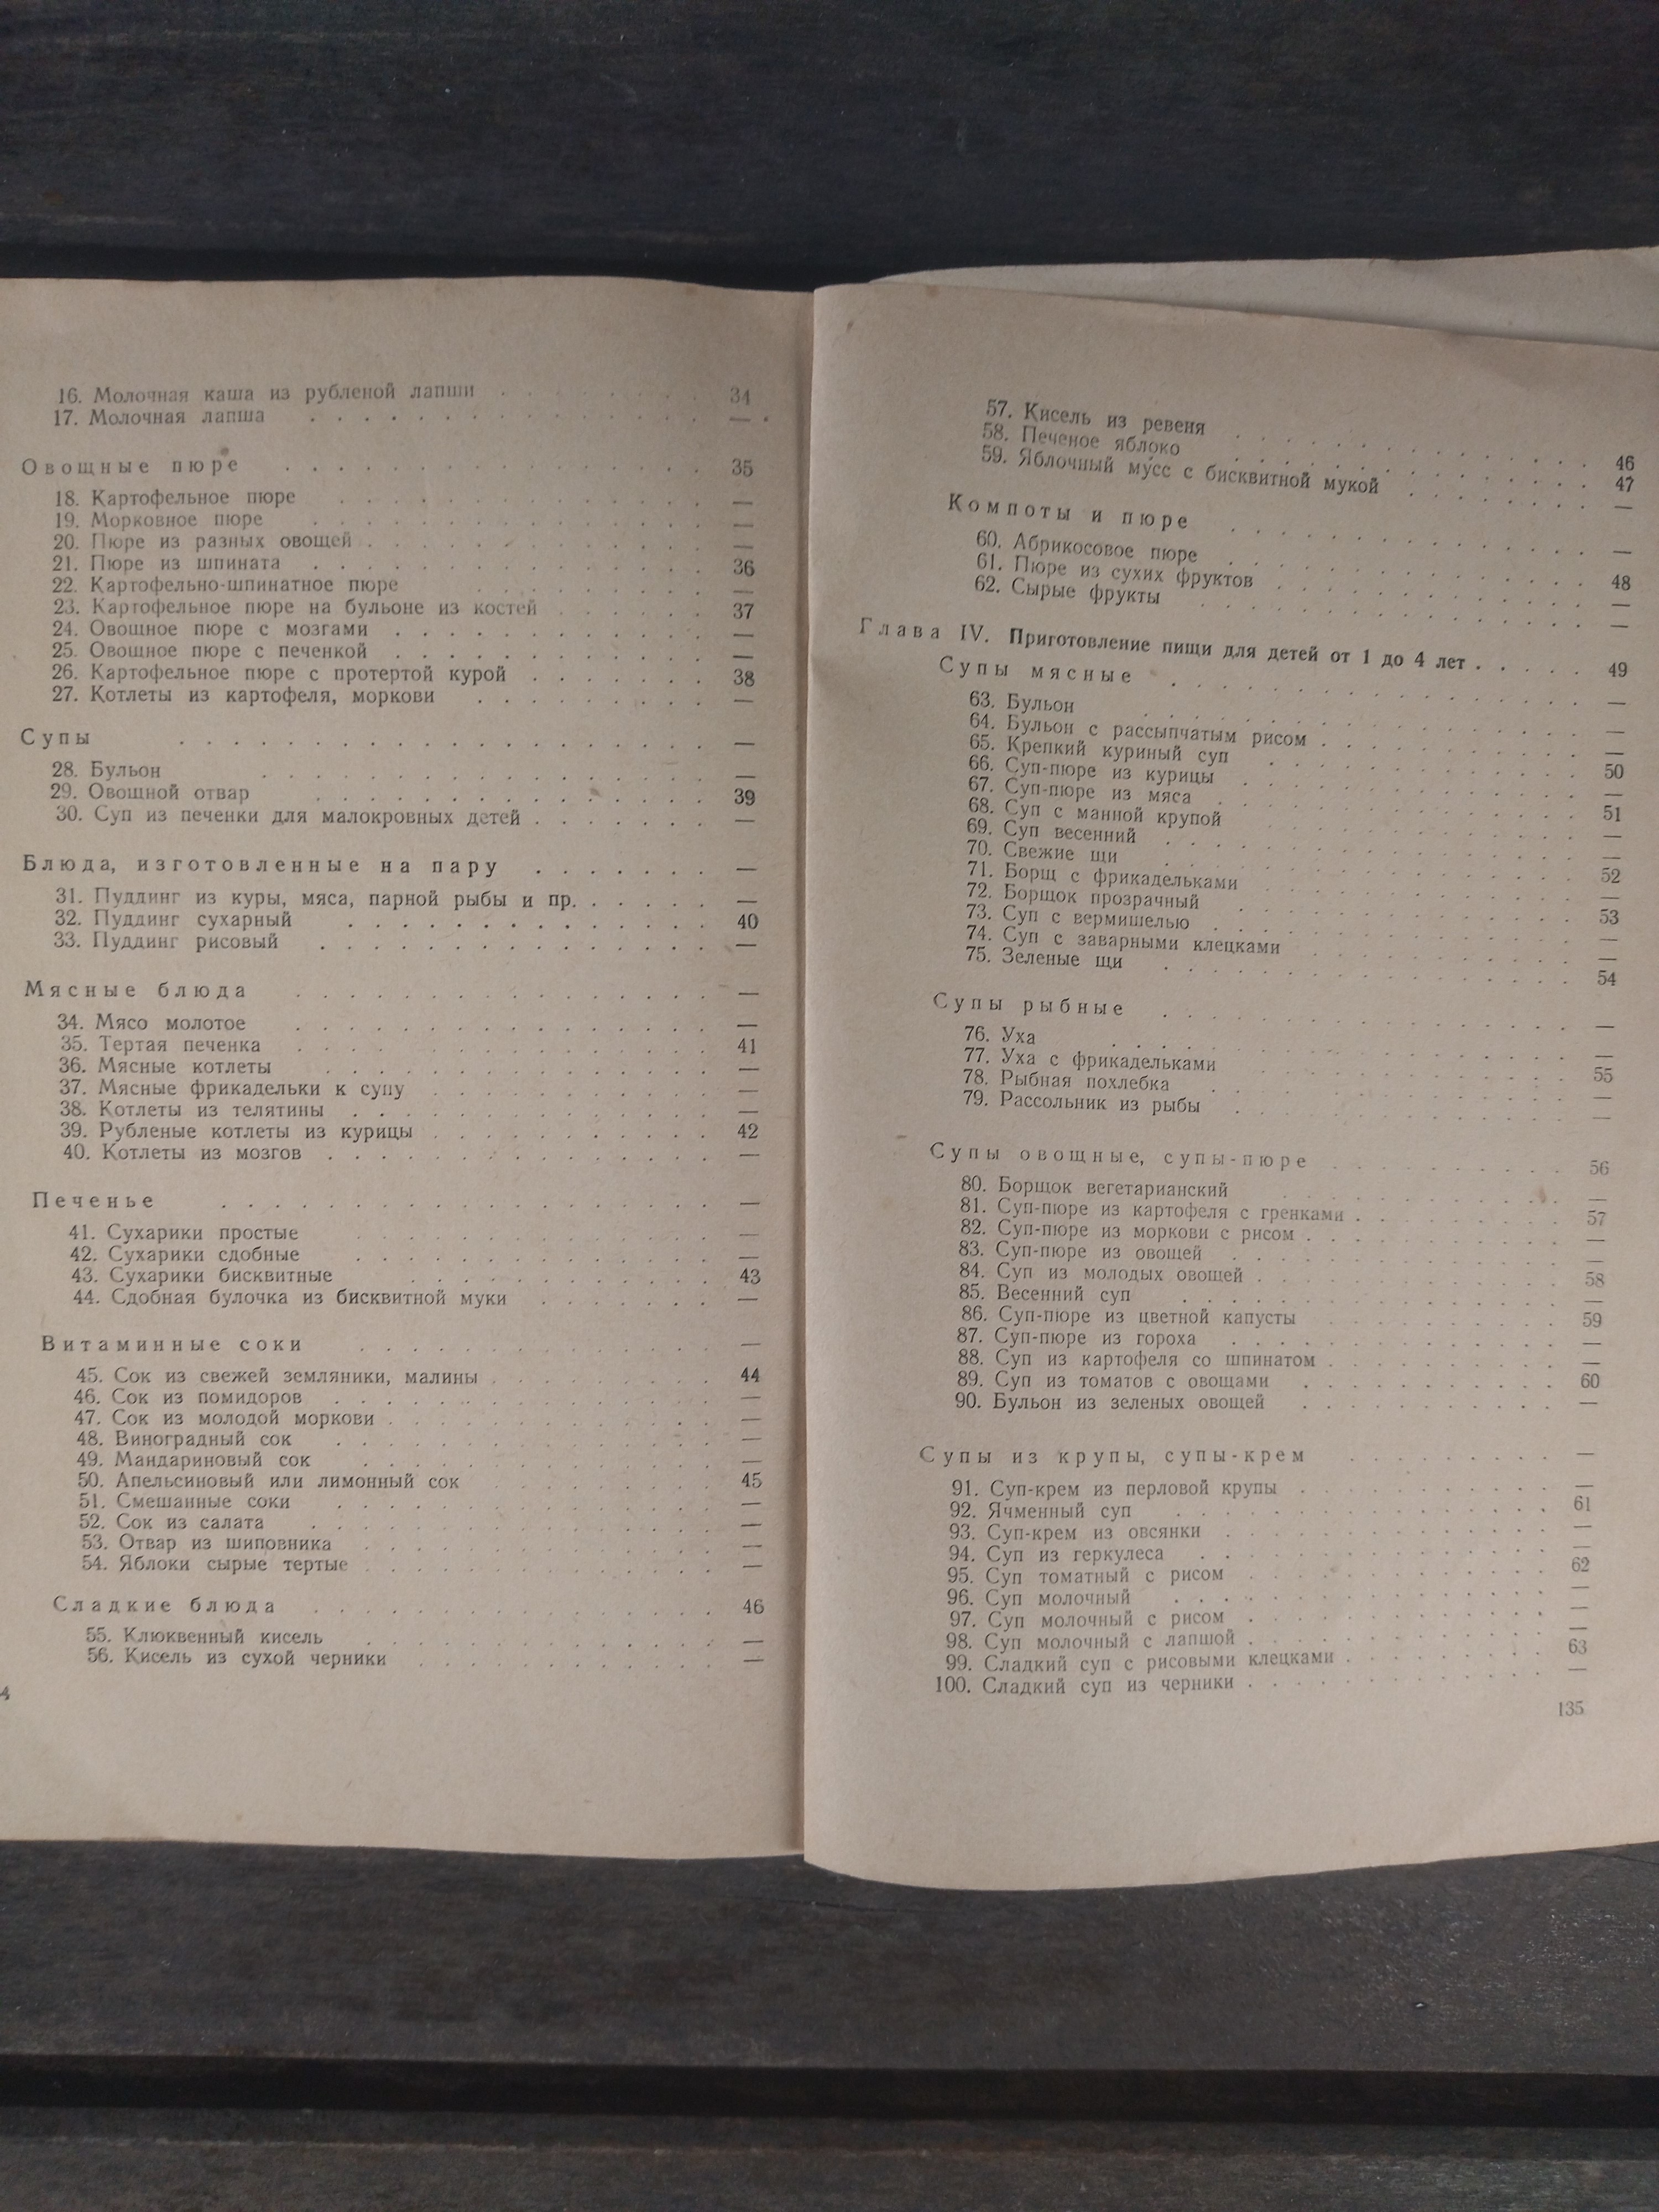 16. Молочная каша из рубленой лапши . . . . . . . . 34
17. Молочная лапша . . . . . . . . —
Овощные пюре . . . . . . . . 35
18. Картофельное пюре . . . . . . . . —
19. Морковное пюре . . . . . . . . —
20. Пюре из разных овощей . . . . . . . . —
21. Пюре из шпината . . . . . . . . 36
22. Картофельно-шпинатное пюре . . . . . . . . —
23. Картофельное пюре на бульоне из костей . . . . . 37
24. Овощное пюре с мозгами . . . . . . . . —
25. Овощное пюре с печенкой . . . . . . . . —
26. Картофельное пюре с протертой курой . . . . . . . 38
27. Котлеты из картофеля, моркови . . . . . . . . —
Супы . . . . . . . . —
28. Бульон . . . . . . . . —
29. Овощной отвар . . . . . . . . 39
30. Суп из печенки для малокровных детей . . . . . . . —
Блюда, изготовленные на пару . . . . . . . —
31. Пуддинг из куры, мяса, парной рыбы и пр. . . . . . —
32. Пуддинг сухарный . . . . . . . . 40
33. Пуддинг рисовый . . . . . . . . —
Мясные блюда . . . . . . . . —
34. Мясо молотое . . . . . . . . —
35. Тертая печенка . . . . . . . . 41
36. Мясные котлеты . . . . . . . . —
37. Мясные фрикадельки к супу . . . . . . . . —
38. Котлеты из телятины . . . . . . . . —
39. Рубленые котлеты из курицы . . . . . . . . 42
40. Котлеты из мозгов . . . . . . . . —
Печенье . . . . . . . . —
41. Сухарики простые . . . . . . . . —
42. Сухарики сдобные . . . . . . . . —
43. Сухарики бисквитные . . . . . . . . 43
44. Сдобная булочка из бисквитной муки . . . . . . . —
Витаминные соки . . . . . . . . —
45. Сок из свежей земляники, малины . . . . . . . . 44
46. Сок из помидоров . . . . . . . . —
47. Сок из молодой моркови . . . . . . . . —
48. Виноградный сок . . . . . . . . —
49. Мандариновый сок . . . . . . . . —
50. Апельсиновый или лимонный сок . . . . . . . . 45
51. Смешанные соки . . . . . . . . —
52. Сок из салата . . . . . . . . —
53. Отвар из шиповника . . . . . . . . —
54. Яблоки сырые тертые . . . . . . . . —
Сладкие блюда . . . . . . . . 46
55. Клюквенный кисель . . . . . . . . —
56. Кисель из сухой черники . . . . . . . . —
4
57. Кисель из ревеня . . . . . . . . 46
58. Печеное яблоко . . . . . . . . 47
59. Яблочный мусс с бисквитной мукой . . . . . . . —
Компоты и пюре . . . . . . . . —
60. Абрикосовое пюре . . . . . . . . 48
61. Пюре из сухих фруктов . . . . . . . . —
62. Сырые фрукты . . . . . . . . —
Глава IV. Приготовление пищи для детей от 1 до 4 лет . . . . . 49
Супы мясные . . . . . . . . —
63. Бульон . . . . . . . . —
64. Бульон с рассыпчатым рисом . . . . . . . . —
65. Крепкий куриный суп . . . . . . . . 50
66. Суп-пюре из курицы . . . . . . . . —
67. Суп-пюре из мяса . . . . . . . . 51
68. Суп с манной крупой . . . . . . . . —
69. Суп весенний . . . . . . . . —
70. Свежие щи . . . . . . . . 52
71. Борщ с фрикадельками . . . . . . . . —
72. Борщок прозрачный . . . . . . . . 53
73. Суп с вермишелью . . . . . . . . —
74. Суп с заварными клецками . . . . . . . . —
75. Зеленые щи . . . . . . . . 54
Супы рыбные . . . . . . . . —
76. Уха . . . . . . . . —
77. Уха с фрикадельками . . . . . . . . 55
78. Рыбная похлебка . . . . . . . . —
79. Рассольник из рыбы . . . . . . . . —
Супы овощные, супы-пюре . . . . . . . . 56
80. Борщок вегетарианский . . . . . . . . —
81. Суп-пюре из картофеля с гренками . . . . . . . . 57
82. Суп-пюре из моркови с рисом . . . . . . . . —
83. Суп-пюре из овощей . . . . . . . . —
84. Суп из молодых овощей . . . . . . . . 58
85. Весенний суп . . . . . . . . —
86. Суп-пюре из цветной капусты . . . . . . . . 59
87. Суп-пюре из гороха . . . . . . . . —
88. Суп из картофеля со шпинатом . . . . . . . . —
89. Суп из томатов с овощами . . . . . . . . 60
90. Бульон из зеленых овощей . . . . . . . . —
Супы из крупы, супы-крем . . . . . . . . —
91. Суп-крем из перловой крупы . . . . . . . . —
92. Ячменный суп . . . . . . . . 61
93. Суп-крем из овсянки . . . . . . . . —
94. Суп из геркулеса . . . . . . . .
95. Суп томатный с рисом . . . . . . . . 62
96. Суп молочный . . . . . . . . —
97. Суп молочный с рисом . . . . . . . . —
98. Суп молочный с лапшой . . . . . . . . —
99. Сладкий суп с рисовыми клецками . . . . . . . . 63
100. Сладкий суп из черники . . . . . . . . —
135